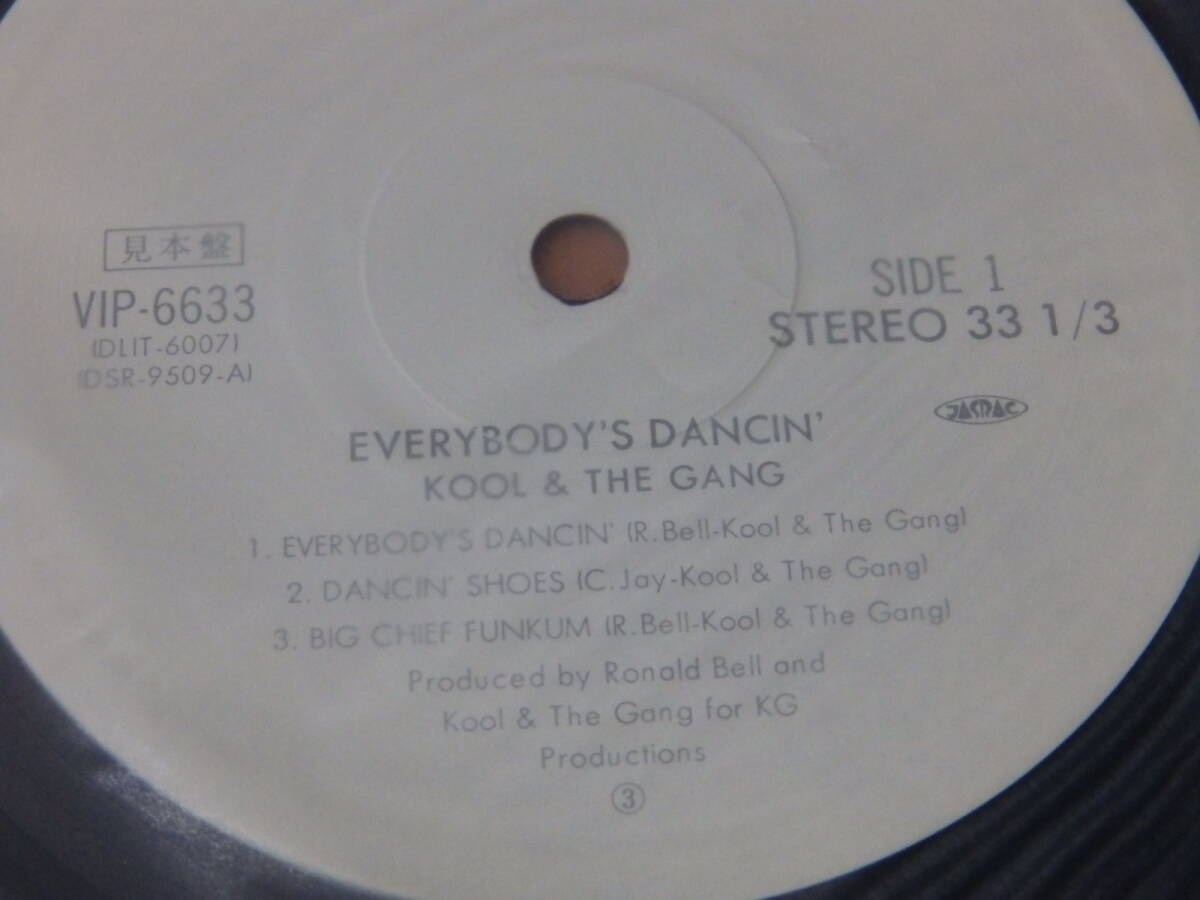 見本盤
VIP-6633
(DLIT-6007)
(DSR-9509-A)
SIDE 1
STEREO 33 1/3
JASRAC
EVERYBODY'S DANCIN'
KOOL & THE GANG
1. EVERYBODY'S DANCIN' (R.Bell-Kool & The Gang)
2. DANCIN' SHOES (C.Jay-Kool & The Gang)
3. BIG CHIEF FUNKUM (R.Bell-Kool & The Gang)
Produced by Ronald Bell and
Kool & The Gang for KG
Productions
③